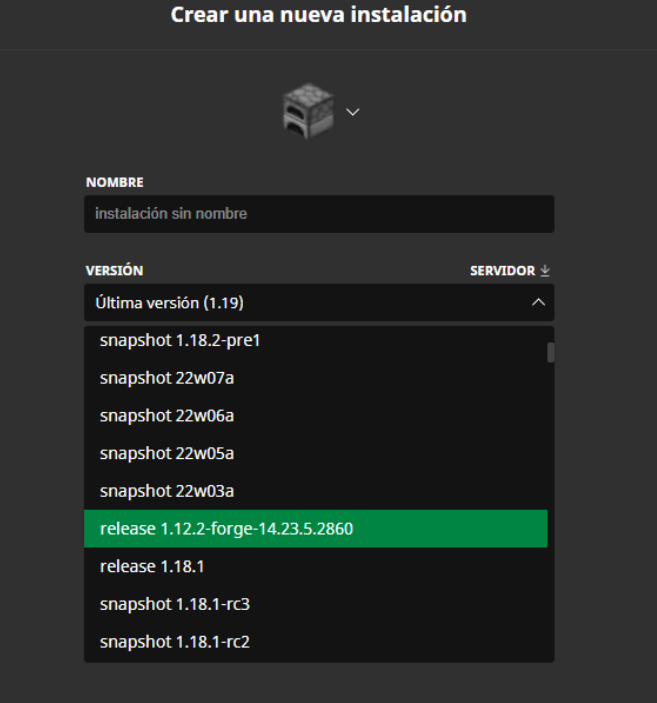 Crear una nueva instalación
NOMBRE
instalación sin nombre
VERSIÓN SERVIDOR
Última versión (1.19)
snapshot 1.18.2-pre1
snapshot 22w07a
snapshot 22w06a
snapshot 22w05a
snapshot 22w03a
release 1.12.2-forge-14.23.5.2860
release 1.18.1
snapshot 1.18.1-rc3
snapshot 1.18.1-rc2